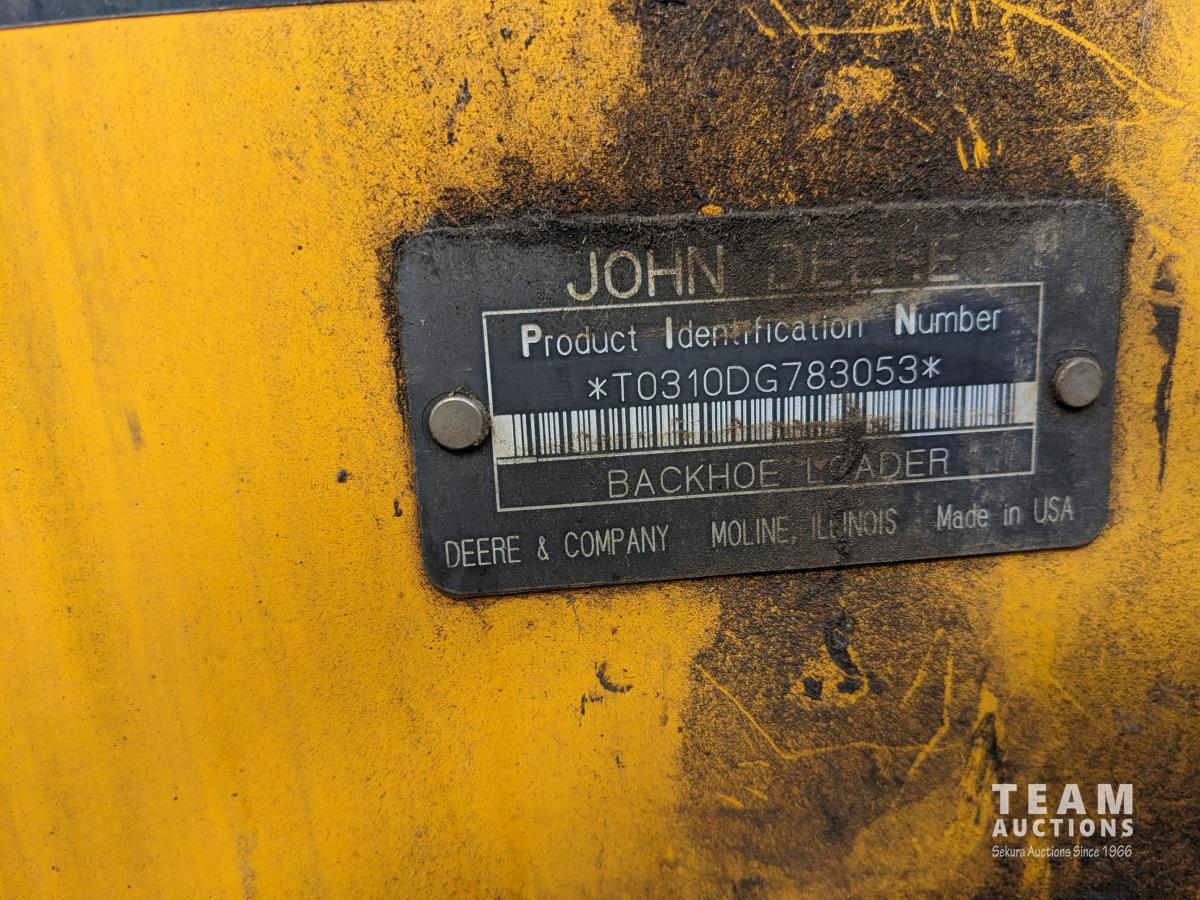 JOHN DEERE
Product Identification Number
*T0310DG783053*
BACKHOE LOADER
DEERE & COMPANY MOLINE, ILLINOIS Made in USA
TEAM
AUCTIONS
Sekura Auctions Since 1966